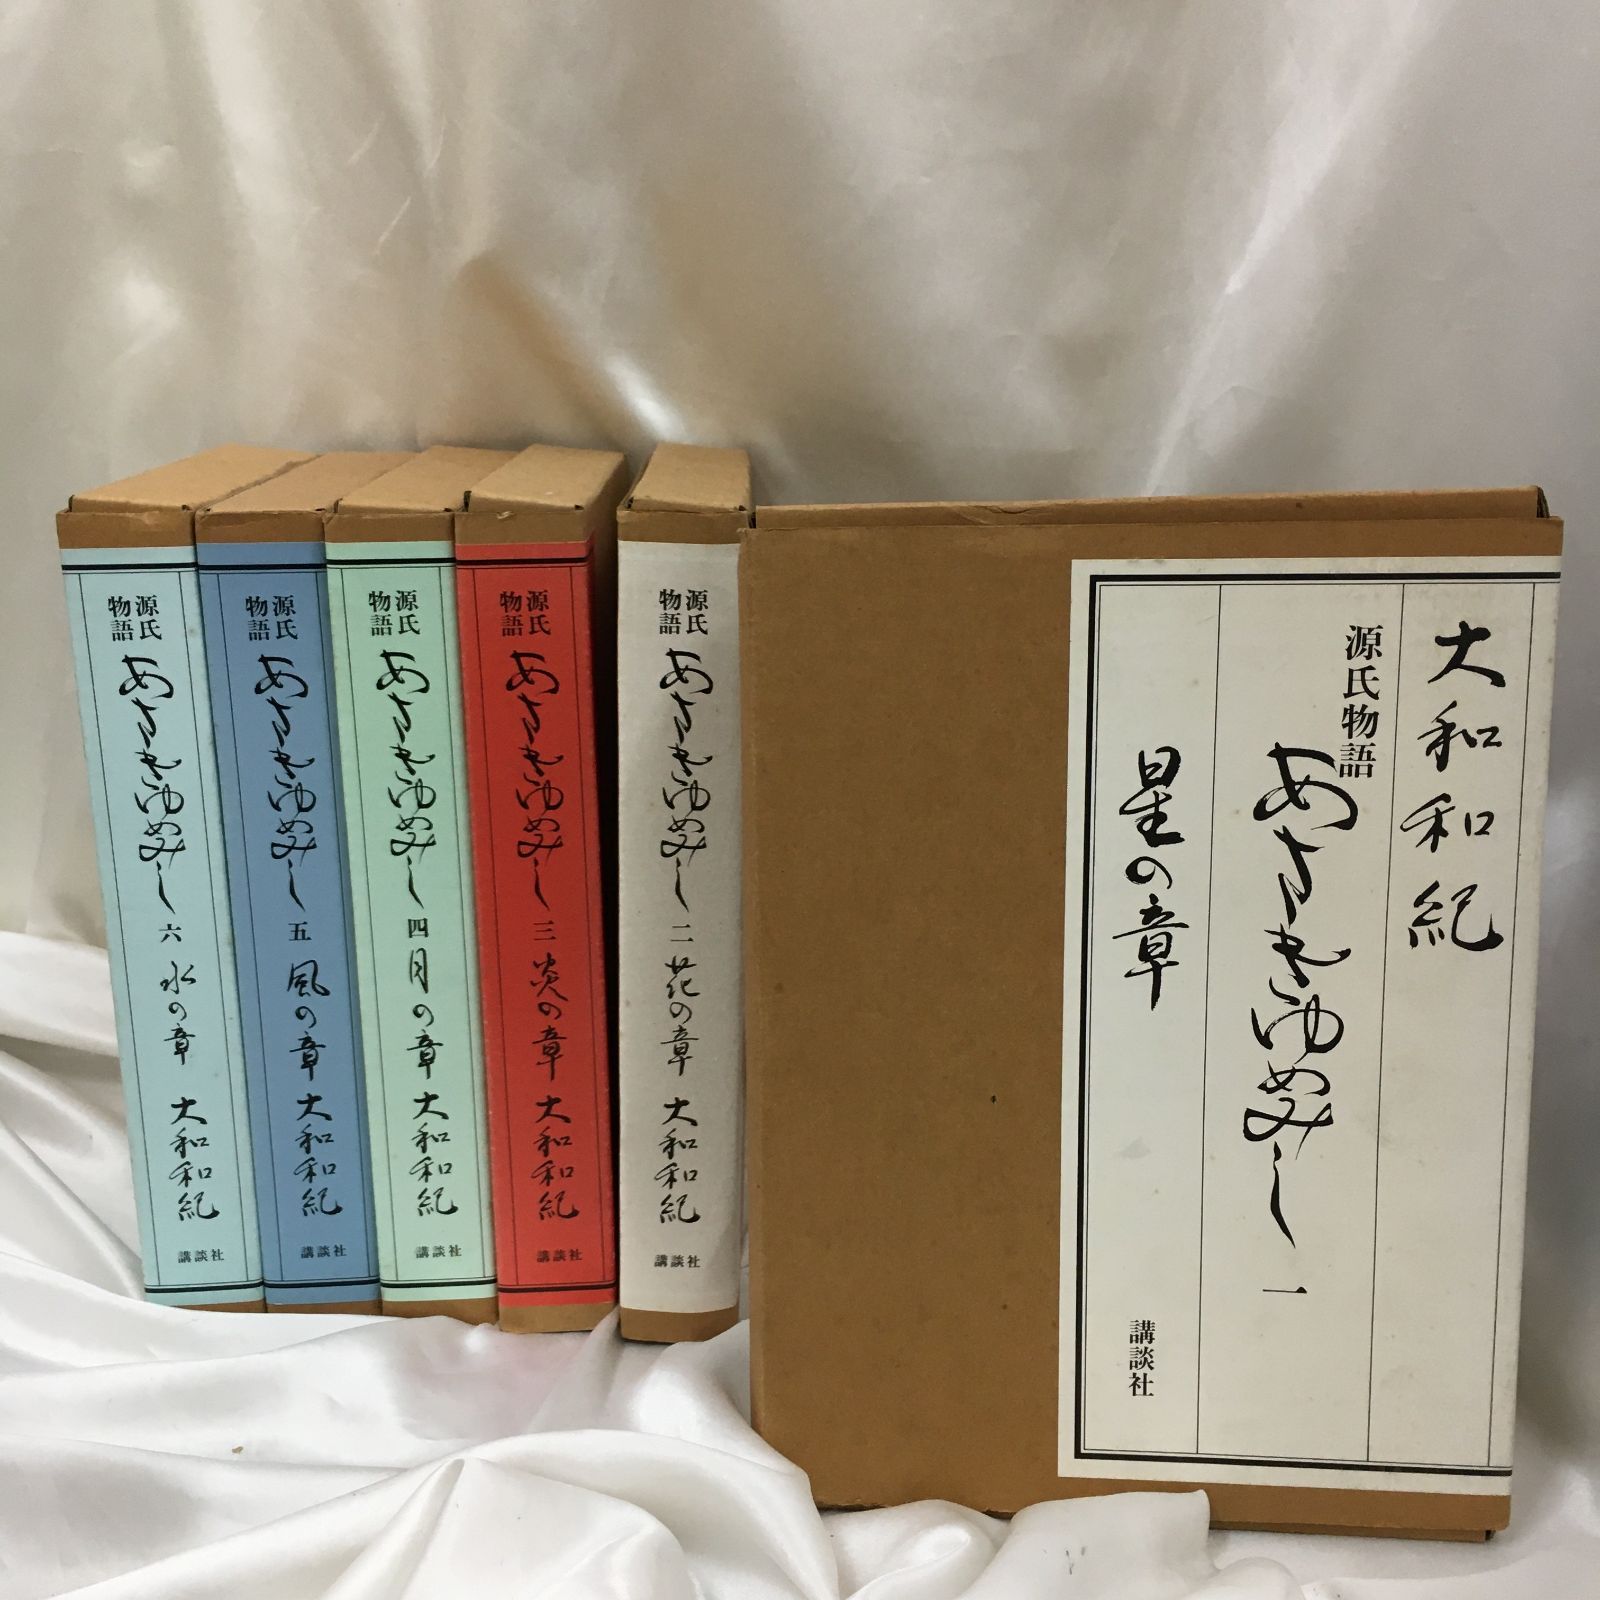 大和和紀
源氏物語
あさきゆめみし 一
星の章
講談社
源氏物語 あさきゆめみし 二 花の章 大和和紀 講談社
源氏物語 あさきゆめみし 三 炎の章 大和和紀 講談社
源氏物語 あさきゆめみし 四 月の章 大和和紀 講談社
源氏物語 あさきゆめみし 五 風の章 大和和紀 講談社
源氏物語 あさきゆめみし 六 水の章 大和和紀 講談社